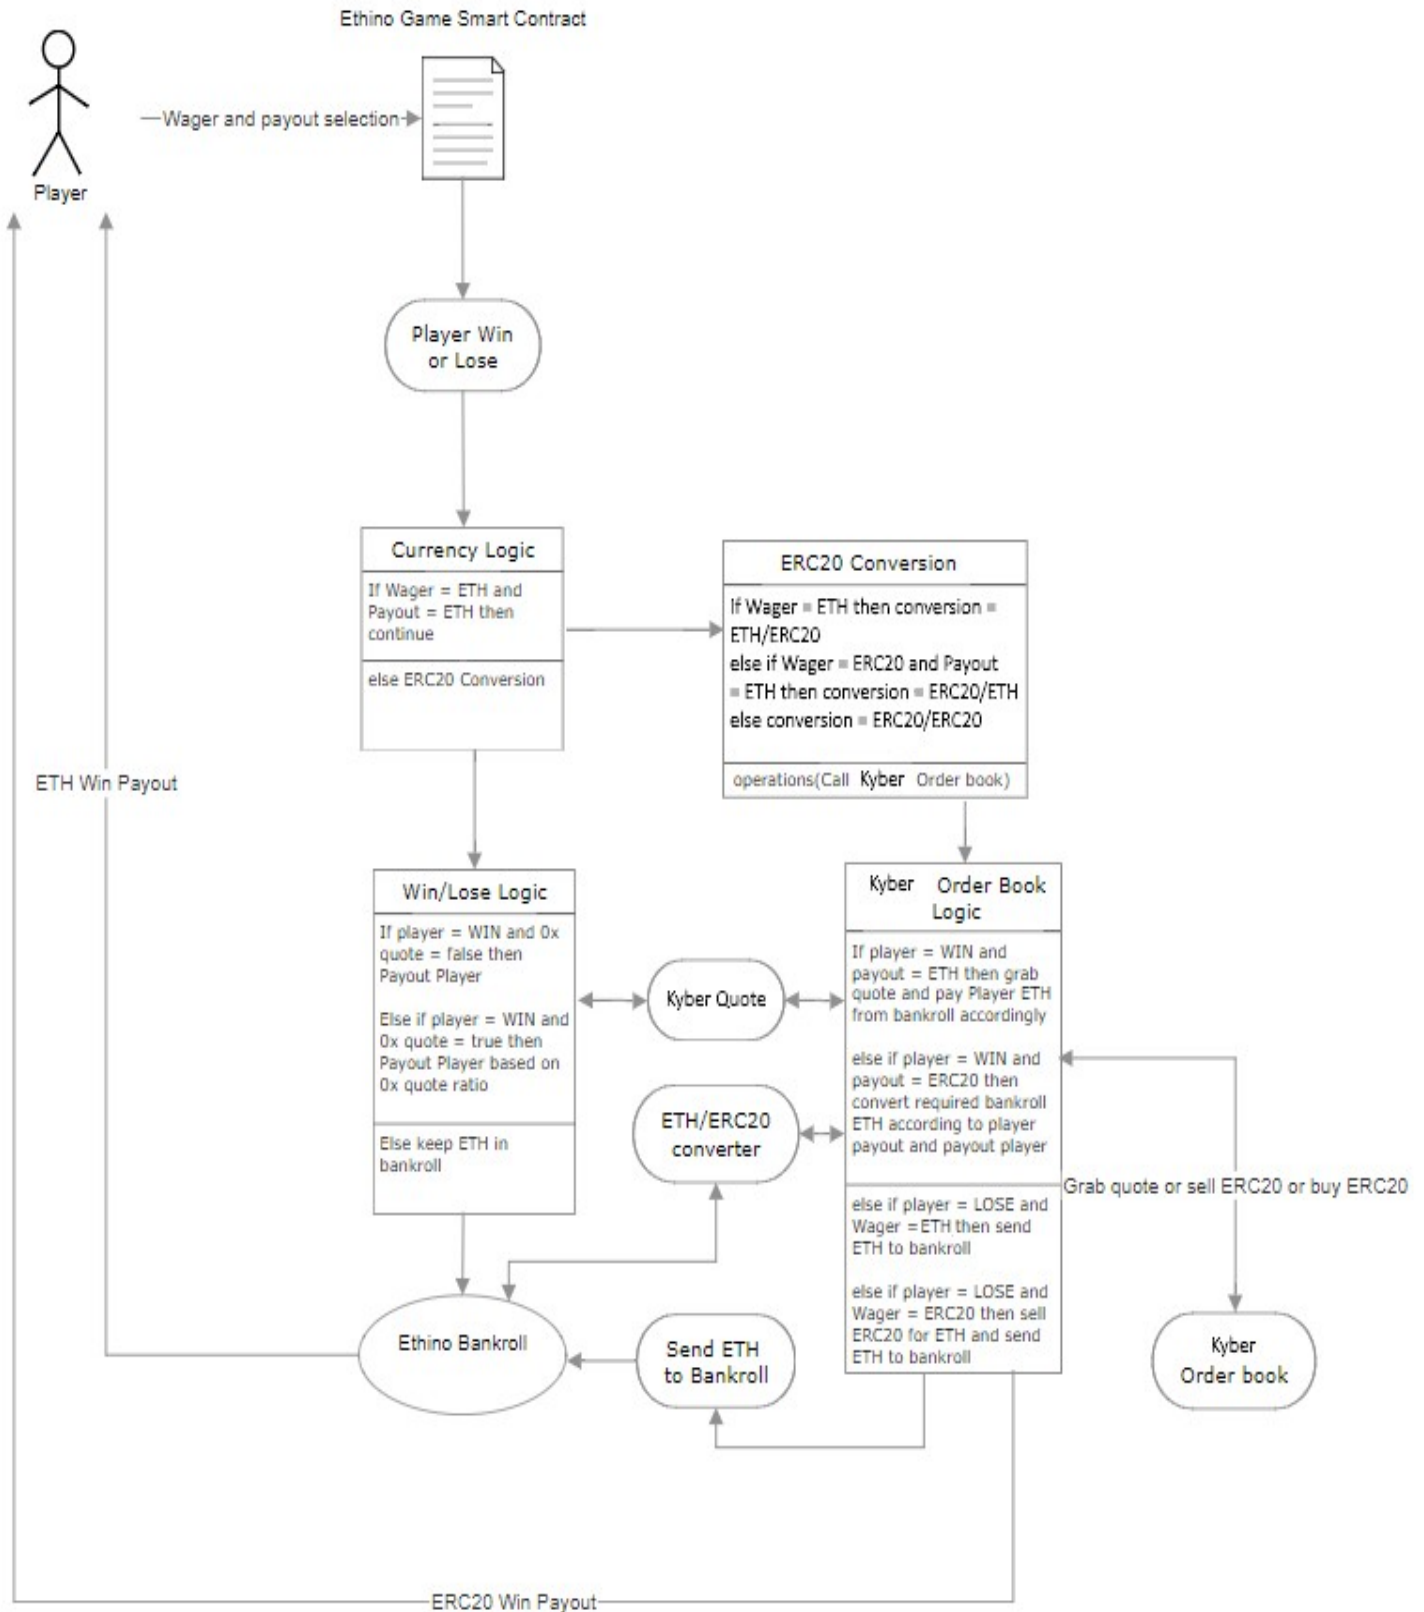 Ethino Game Smart Contract
Wager and payout selection
Player
Player Win
or Lose
Currency Logic
If Wager = ETH and
Payout = ETH then
continue
else ERC20 Conversion
ERC20 Conversion
If Wager = ETH then conversion =
ETH/ERC20
else if Wager = ERC20 and Payout
= ETH then conversion = ERC20/ETH
else conversion = ERC20/ERC20
operations(Call Kyber Order book)
ETH Win Payout
Win/Lose Logic
If player = WIN and 0x
quote = false then
Payout Player
Else if player = WIN and
0x quote = true then
Payout Player based on
0x quote ratio
Else keep ETH in
bankroll
Kyber Quote
ETH/ERC20
converter
Kyber Order Book
Logic
If player = WIN and
payout = ETH then grab
quote and pay Player ETH
from bankroll accordingly
else if player = WIN and
payout = ERC20 then
convert required bankroll
ETH according to player
payout and payout player
else if player = LOSE and
Wager =ETH then send
ETH to bankroll
else if player = LOSE and
Wager = ERC20 then sell
ERC20 for ETH and send
ETH to bankroll
Grab quote or sell ERC20 or buy ERC20
Ethino Bankroll
Send ETH
to Bankroll
Kyber
Order book
ERC20 Win Payout